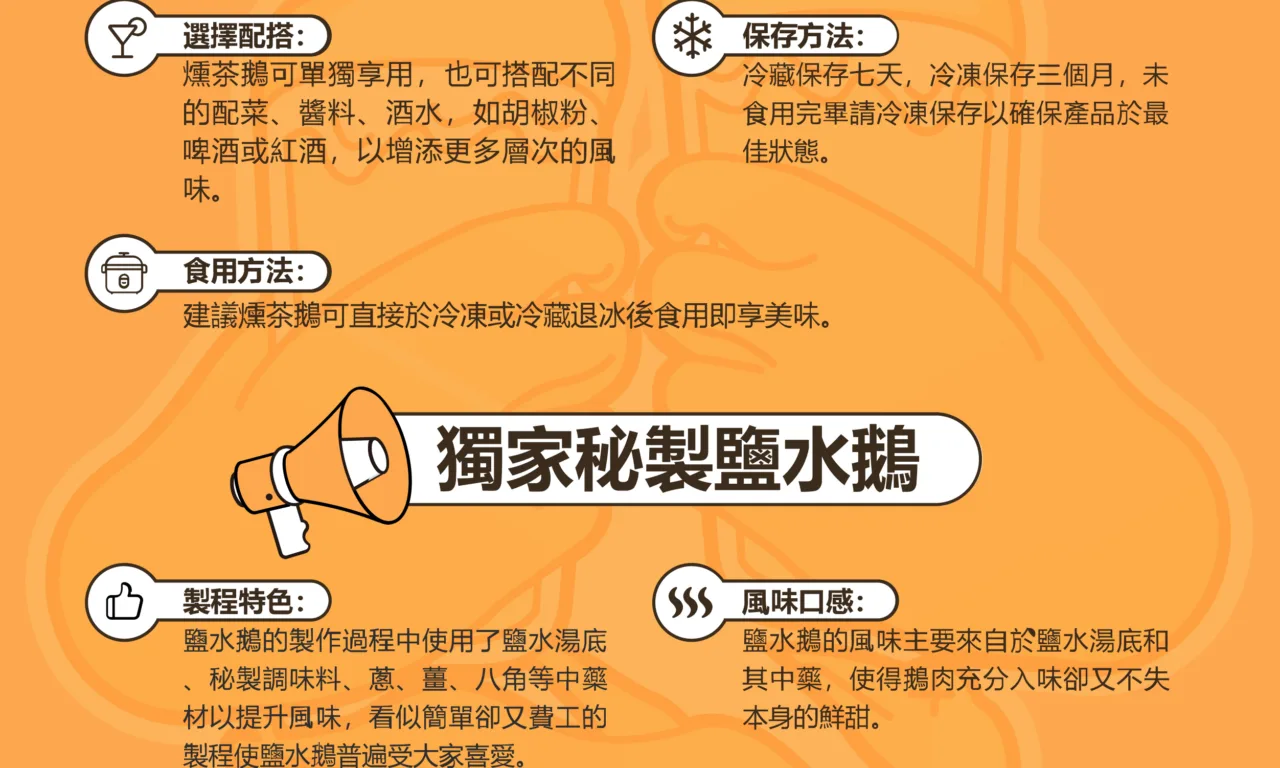 選擇配搭：
燻茶鵝可單獨享用，也可搭配不同
的配菜、醬料、酒水，如胡椒粉、
啤酒或紅酒，以增添更多層次的風
味。
保存方法：
冷藏保存七天，冷凍保存三個月，未
食用完畢請冷凍保存以確保產品於最
佳狀態。
食用方法：
建議燻茶鵝可直接於冷凍或冷藏退冰後食用即享美味。
獨家秘製鹽水鵝
製程特色：
鹽水鵝的製作過程中使用了鹽水湯底
、秘製調味料、蔥、薑、八角等中藥
材以提升風味，看似簡單卻又費工的
製程使鹽水鵝普遍受大家喜愛。
風味口感：
鹽水鵝的風味主要來自於鹽水湯底和
其中藥，使得鵝肉充分入味卻又不失
本身的鮮甜。